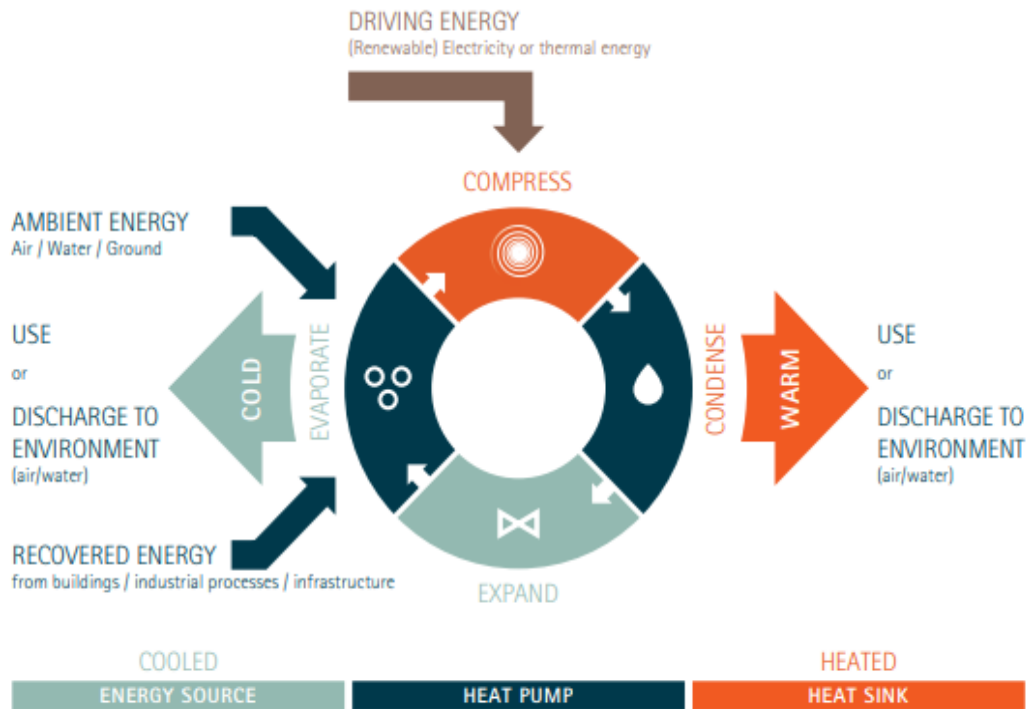 DRIVING ENERGY
(Renewable) Electricity or thermal energy
COMPRESS
AMBIENT ENERGY
Air / Water / Ground
USE
or
DISCHARGE TO
ENVIRONMENT
(air/water)
COLD
EVAPORATE
RECOVERED ENERGY
from buildings / industrial processes / infrastructure
CONDENSE
WARM
USE
or
DISCHARGE TO
ENVIRONMENT
(air/water)
EXPAND
COOLED
HEATED
ENERGY SOURCE
HEAT PUMP
HEAT SINK